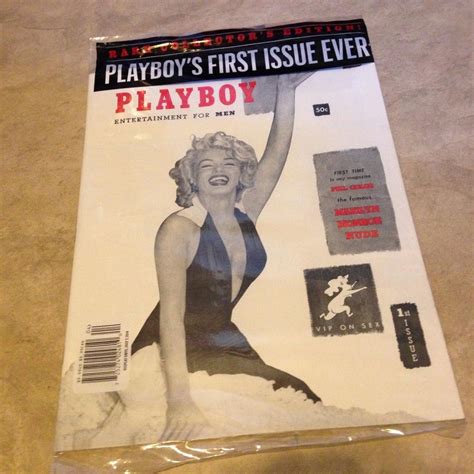 RARE COLLECTOR'S EDITION!
PLAYBOY'S FIRST ISSUE EVER
PLAYBOY
ENTERTAINMENT FOR MEN
50c
FIRST TIME
in any magazine
FULL COLOR
the famous
MARILYN
MONROE
NUDE
VIP ON SEX
1st
ISSUE